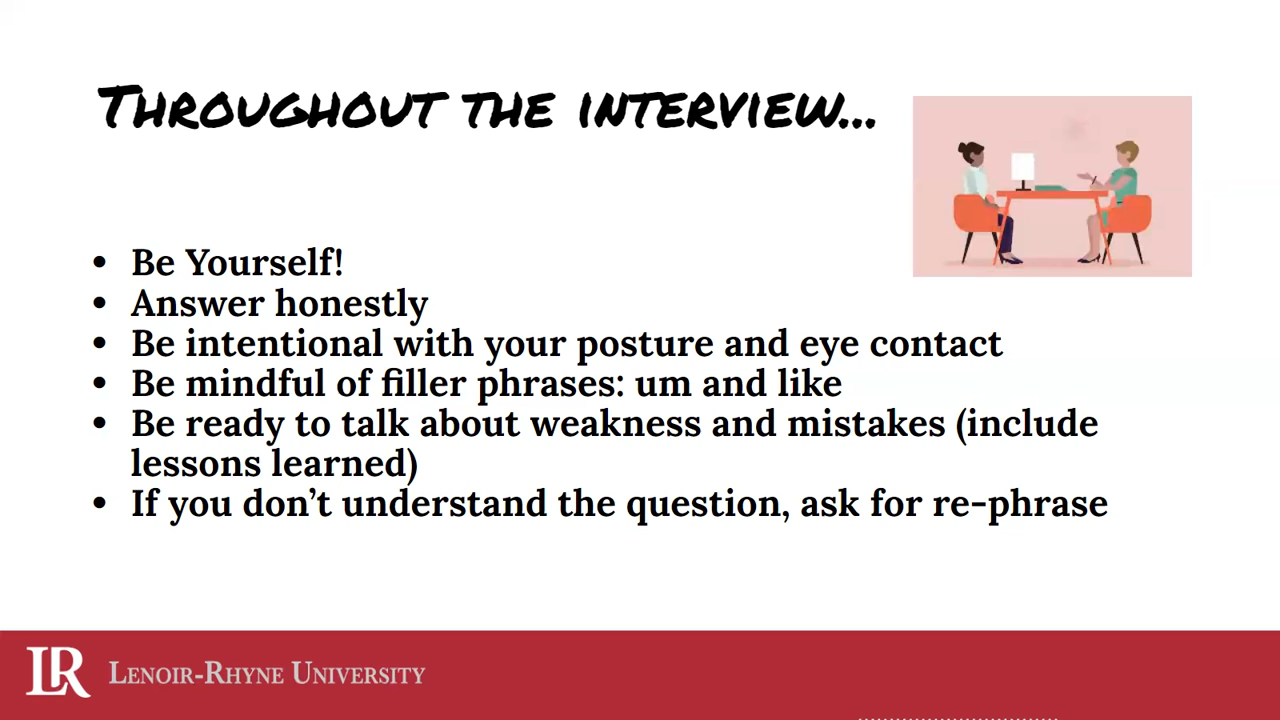 THROUGHOUT THE INTERVIEW...
• Be Yourself!
• Answer honestly
• Be intentional with your posture and eye contact
• Be mindful of filler phrases: um and like
• Be ready to talk about weakness and mistakes (include
lessons learned)
• If you don’t understand the question, ask for re-phrase
LR LENOIR-RHYNE UNIVERSITY